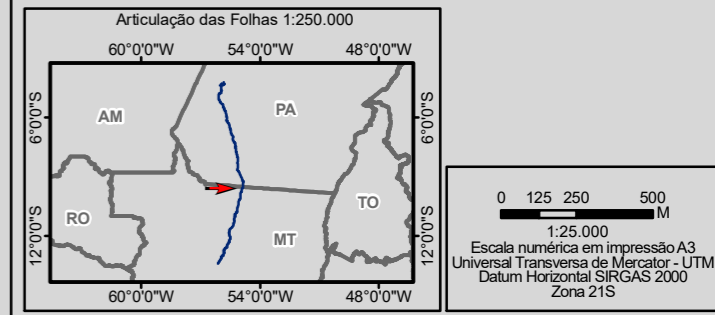 Articulação das Folhas 1:250.000
60°0'0"W 54°0'0"W 48°0'0"W
6°0'0"S 6°0'0"S
AM PA
RO TO
MT
12°0'0"S 12°0'0"S
60°0'0"W 54°0'0"W 48°0'0"W
0 125 250 500
M
1:25.000
Escala numérica em impressão A3
Universal Transversa de Mercator - UTM
Datum Horizontal SIRGAS 2000
Zona 21S